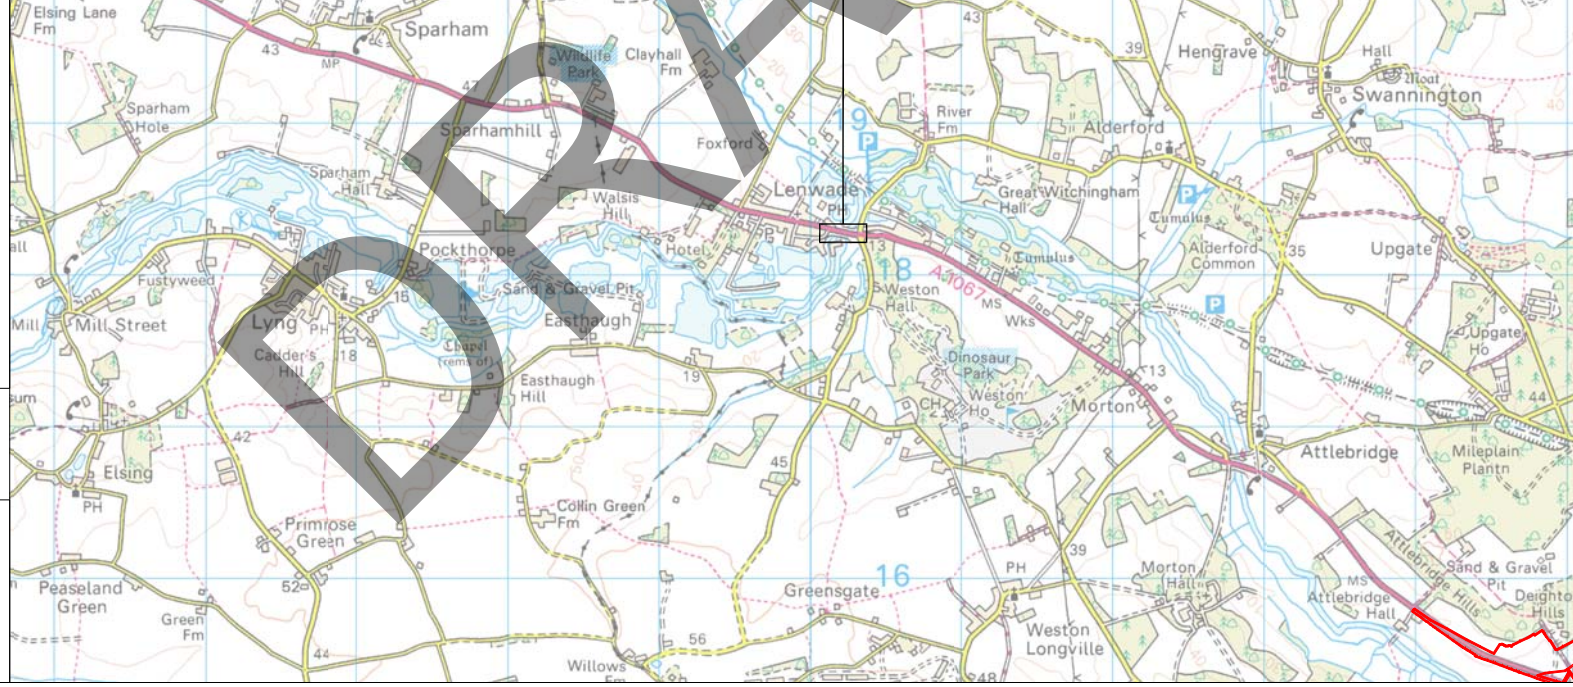 Elsing Lane
Fm
Sparham
43
MP
47
Wildlife
Park
Clayhall
Fm
43
39
Hengrave
Hall
Moat
Swannington
Sparham
Hole
Sparhamhill
Foxford
19
P
River
Fm
Alderford
Sparham
Hall
Walsis
Hill
Lenwade
PH
Great Witchingham
Hall
P
Tumulus
Alderford
Common
35
Upgate
Pockthorpe
Hotel
13
18
A1067
Tumulus
Fustyweed
15
Sand & Gravel Pit
Weston
Hall
MS
Wks
P
Mill
Mill Street
Lyng
PH
Easthaugh
Upgate
Ho
Cadder's
Hill
18
Chapel
(rems of)
Easthaugh
Hill
19
Dinosaur
Park
Weston
Ho
CH
13
Morton
44
42
Elsing
PH
45
Attlebridge
Mileplain
Plantn
Collin Green
Fm
Primrose
Green
39
PH
Morton
Hall
Attlebridge Hills
Sand & Gravel
Pit
MS
Attlebridge
Hall
Deighto
Hills
Peaseland
Green
52
16
Greensgate
Green
Fm
Weston
Longville
44
56
Willows
Fm
48
DRA